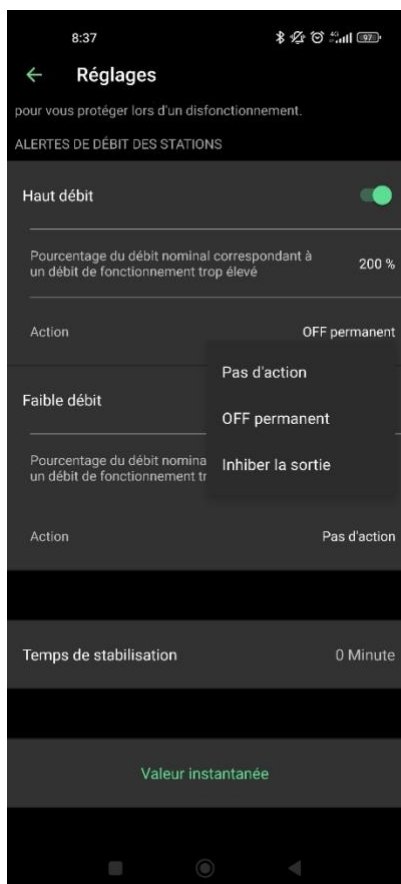 8:37
4G
97
Réglages
pour vous protéger lors d'un disfonctionnement.
ALERTES DE DÉBIT DES STATIONS
Haut débit
Pourcentage du débit nominal correspondant à
un débit de fonctionnement trop élevé
200 %
Action
OFF permanent
Pas d'action
Faible débit
OFF permanent
Pourcentage du débit nomina
un débit de fonctionnement tr
Inhiber la sortie
Action
Pas d'action
Temps de stabilisation
0 Minute
Valeur instantanée